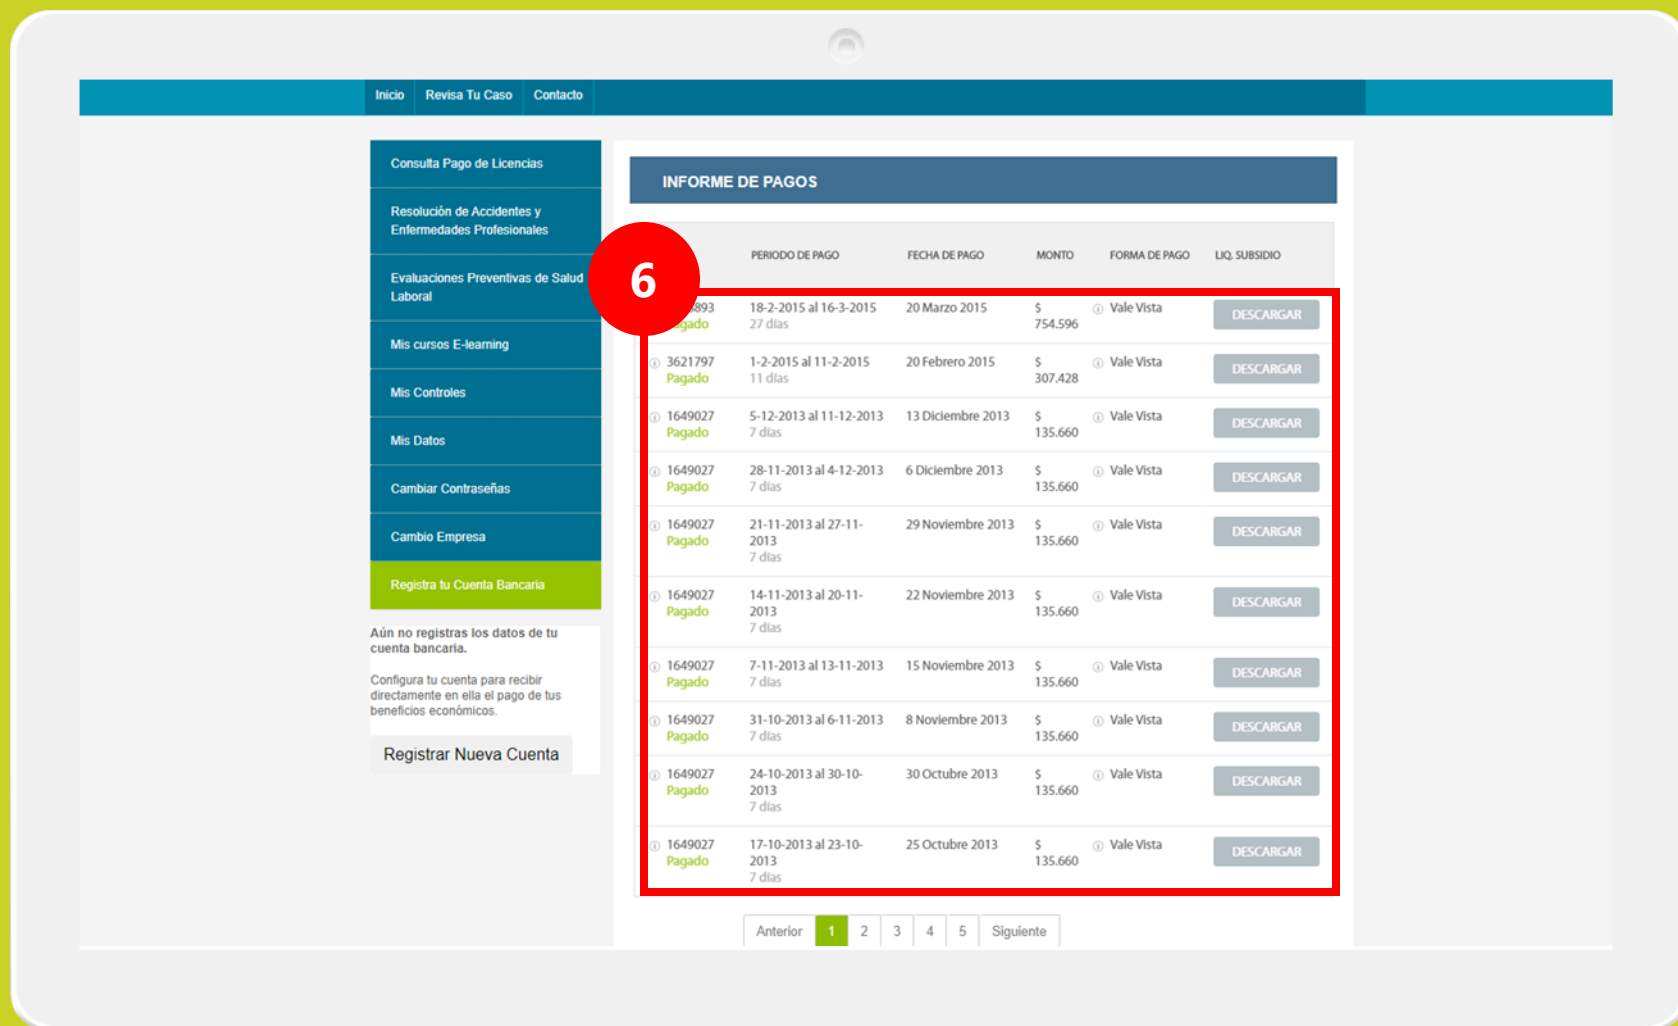 Inicio Revisa Tu Caso Contacto
Consulta Pago de Licencias
Resolución de Accidentes y
Enfermedades Profesionales
Evaluaciones Preventivas de Salud
Laboral
Mis cursos E-learning
Mis Controles
Mis Datos
Cambiar Contraseñas
Cambio Empresa
Registra tu Cuenta Bancaria
Aún no registras los datos de tu
cuenta bancaria.
Configura tu cuenta para recibir
directamente en ella el pago de tus
beneficios económicos.
Registrar Nueva Cuenta
INFORME DE PAGOS
6
PERIODO DE PAGO FECHA DE PAGO MONTO FORMA DE PAGO LIQ. SUBSIDIO
18-2-2015 al 16-3-2015 20 Marzo 2015 $ Vale Vista DESCARGAR
27 días 754.596
3621797 1-2-2015 al 11-2-2015 20 Febrero 2015 $ Vale Vista DESCARGAR
Pagado 11 días 307.428
1649027 5-12-2013 al 11-12-2013 13 Diciembre 2013 $ Vale Vista DESCARGAR
Pagado 7 días 135.660
1649027 28-11-2013 al 4-12-2013 6 Diciembre 2013 $ Vale Vista DESCARGAR
Pagado 7 días 135.660
1649027 21-11-2013 al 27-11- 29 Noviembre 2013 $ Vale Vista DESCARGAR
Pagado 2013 135.660
7 días
1649027 14-11-2013 al 20-11- 22 Noviembre 2013 $ Vale Vista DESCARGAR
Pagado 2013 135.660
7 días
1649027 7-11-2013 al 13-11-2013 15 Noviembre 2013 $ Vale Vista DESCARGAR
Pagado 7 días 135.660
1649027 31-10-2013 al 6-11-2013 8 Noviembre 2013 $ Vale Vista DESCARGAR
Pagado 7 días 135.660
1649027 24-10-2013 al 30-10- 30 Octubre 2013 $ Vale Vista DESCARGAR
Pagado 2013 135.660
7 días
1649027 17-10-2013 al 23-10- 25 Octubre 2013 $ Vale Vista DESCARGAR
Pagado 2013 135.660
7 días
Anterior 1 2 3 4 5 Siguiente